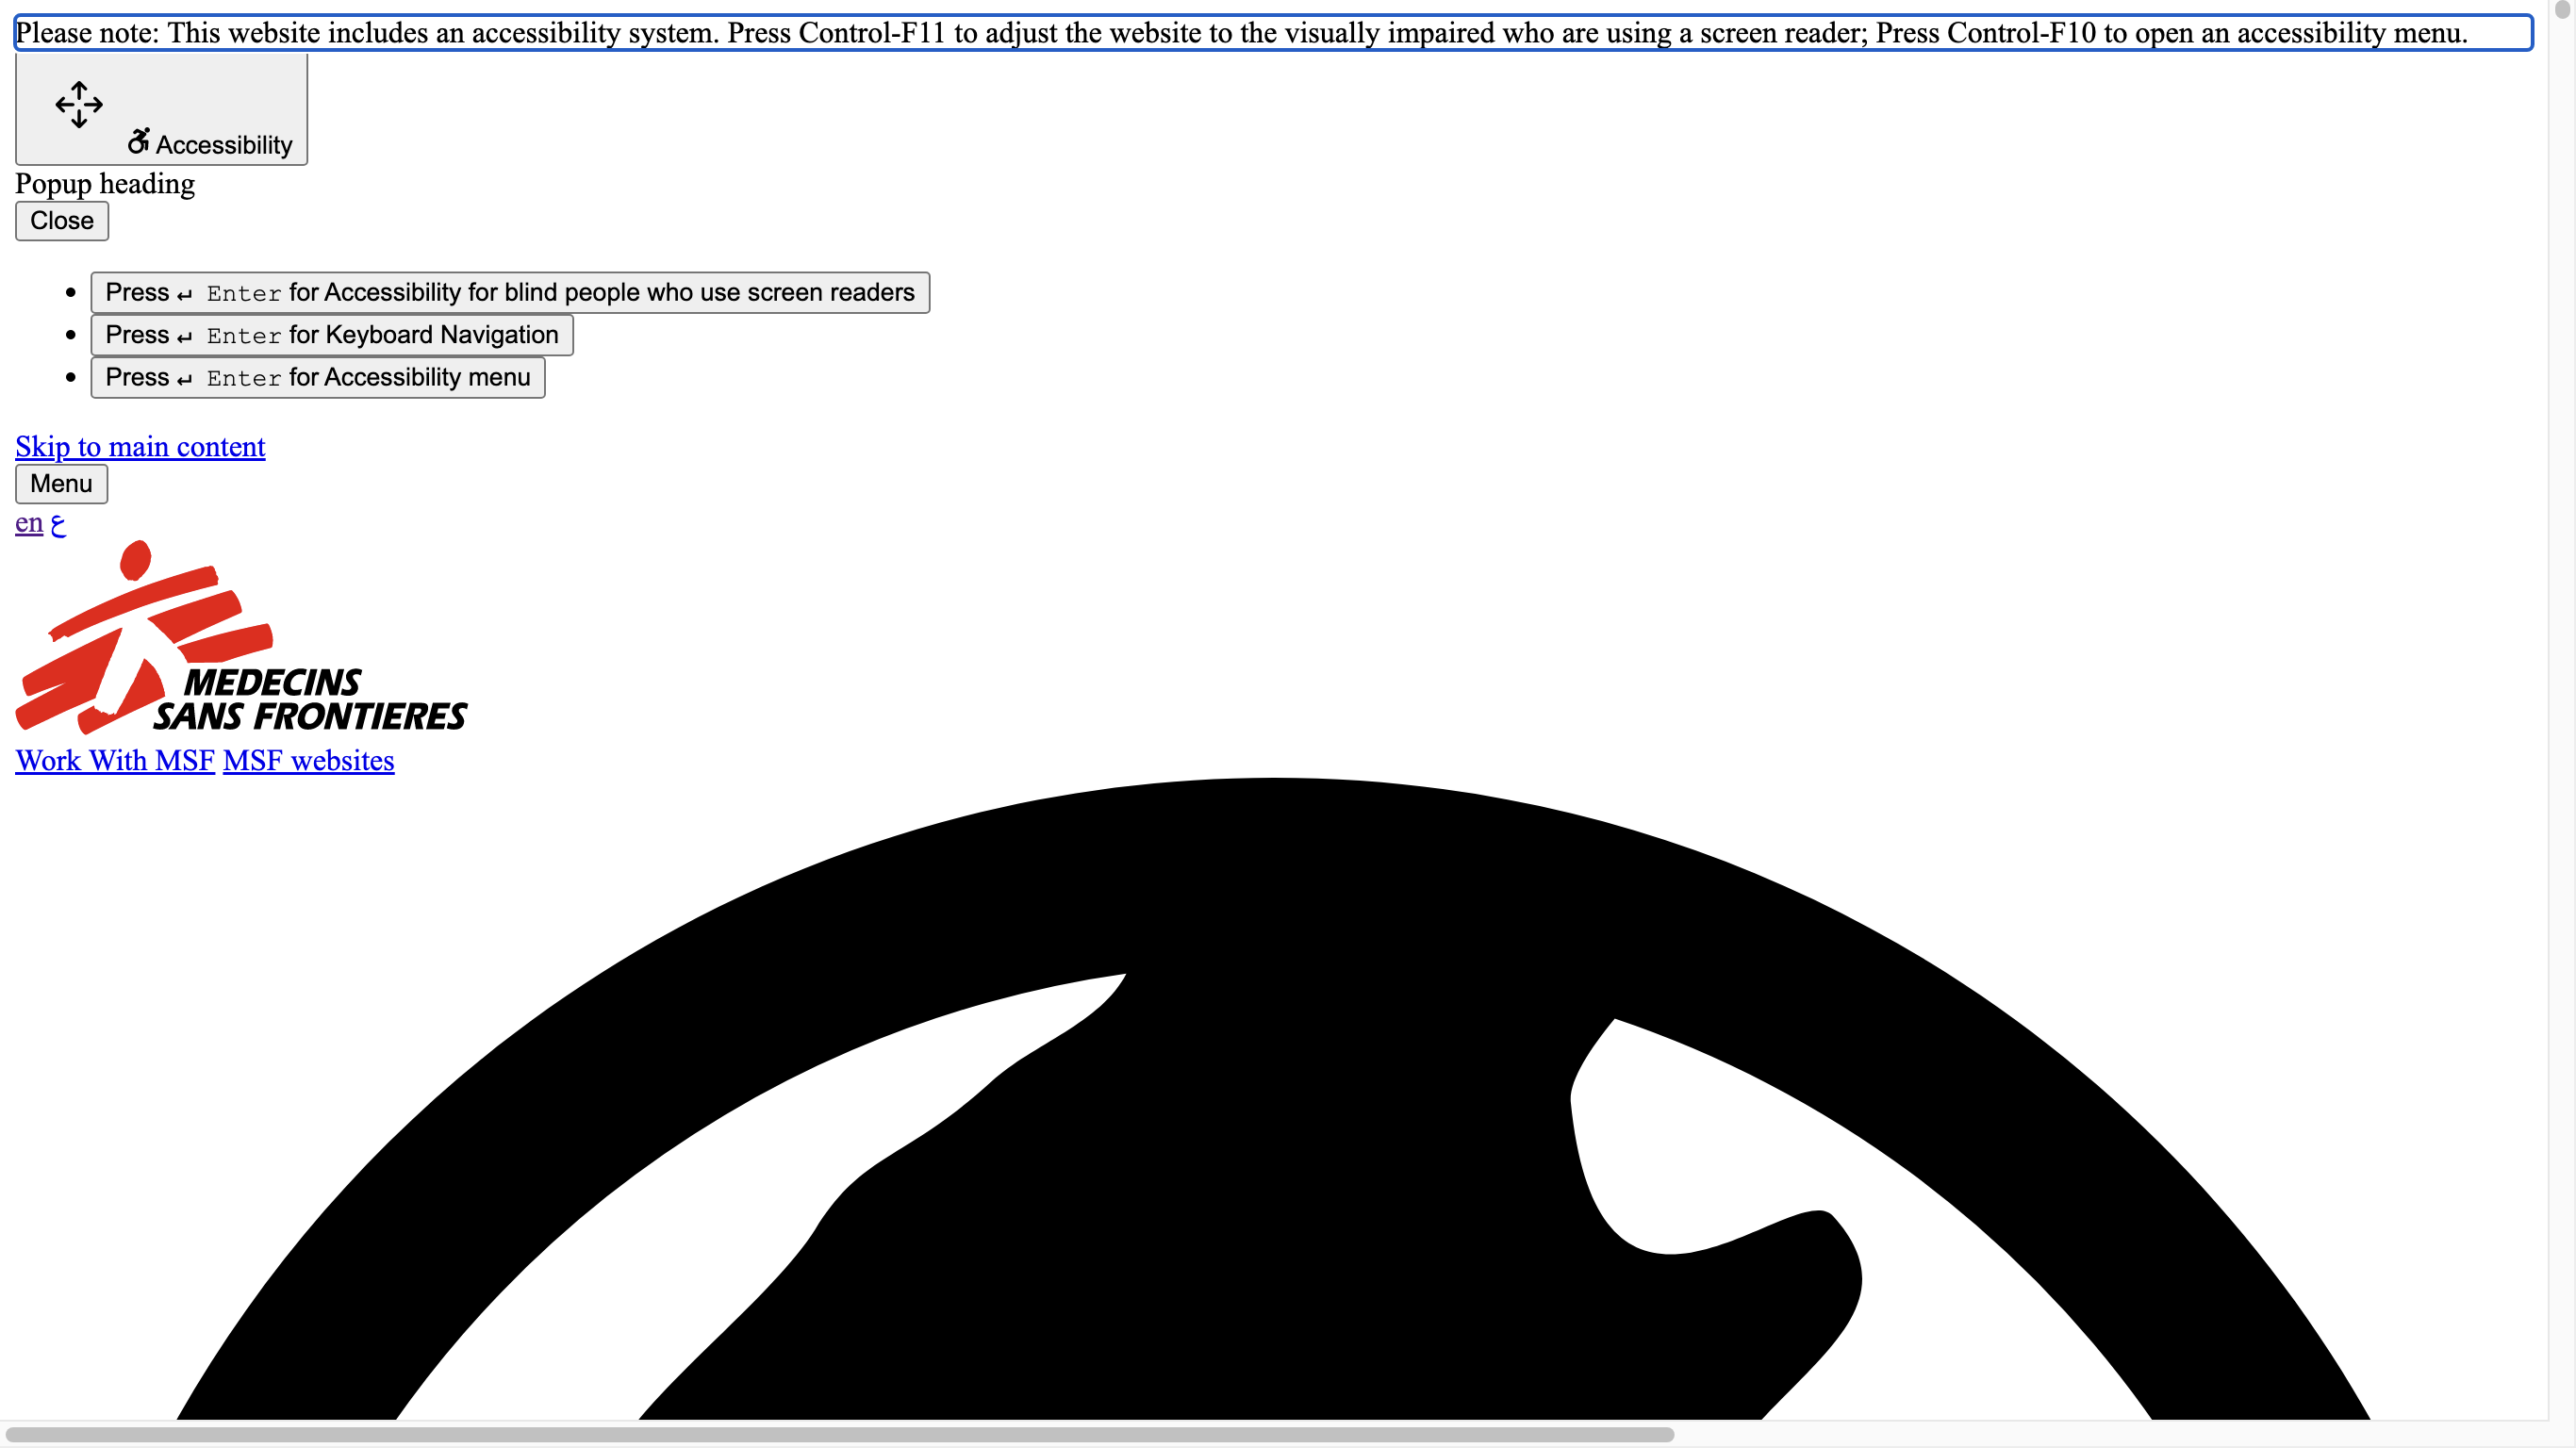 Please note: This website includes an accessibility system. Press Control-F11 to adjust the website to the visually impaired who are using a screen reader; Press Control-F10 to open an accessibility menu.
Accessibility
Popup heading
Close
Press ↵ Enter for Accessibility for blind people who use screen readers
Press ↵ Enter for Keyboard Navigation
Press ↵ Enter for Accessibility menu
Skip to main content
Menu
en ع
MEDECINS
SANS FRONTIERES
Work With MSF MSF websites